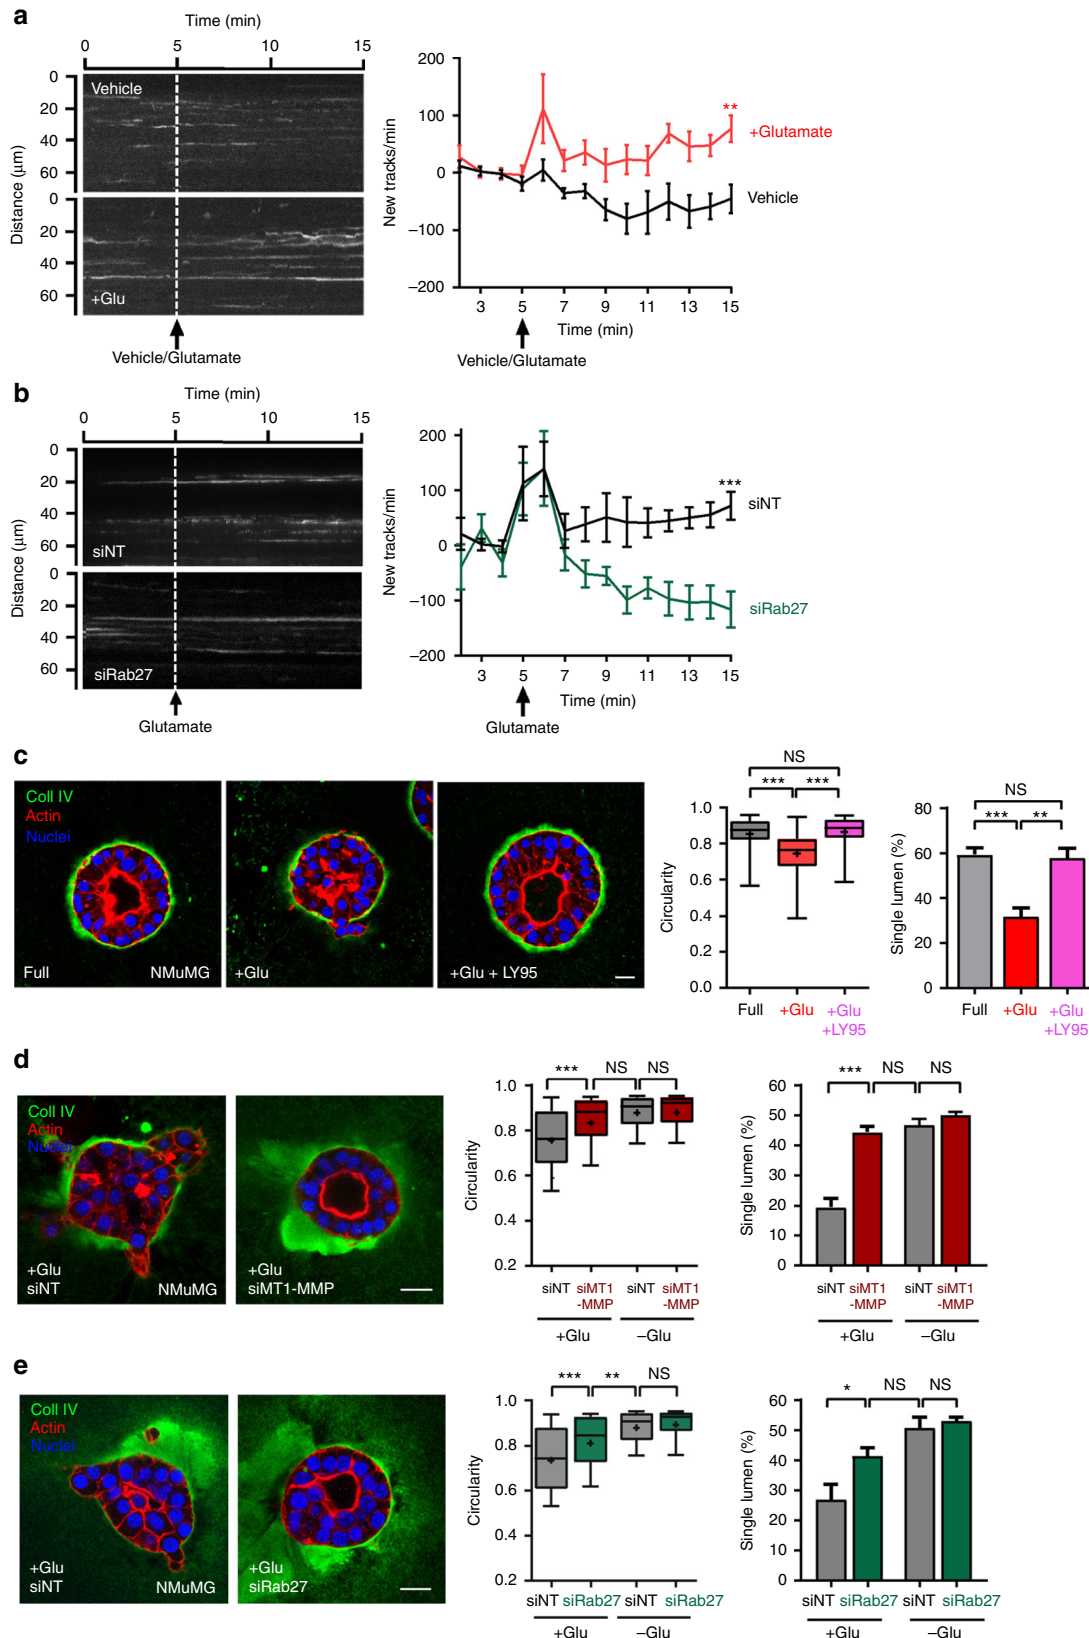 a
Time (min)
0 5 10 15
Distance (μm)
0
20
40
60
Vehicle
0
20
40
60
+Glu
Vehicle/Glutamate
New tracks/min
200
100
0
−100
−200
**
+Glutamate
Vehicle
3 5 7 9 11 13 15
Time (min)
Vehicle/Glutamate
b
Time (min)
0 5 10 15
Distance (μm)
0
20
40
60
siNT
0
20
40
60
siRab27
Glutamate
New tracks/min
200
100
0
−100
−200
***
siNT
siRab27
3 5 7 9 11 13 15
Time (min)
Glutamate
c
Coll IV
Actin
Nuclei
Full NMuMG
+Glu
+Glu + LY95
NS
*** ***
Circularity
1.0
0.8
0.6
0.4
0.2
0.0
Full +Glu +Glu
+LY95
NS
*** **
Single lumen (%)
80
60
40
20
0
Full +Glu +Glu
+LY95
d
Coll IV
Actin
Nuclei
+Glu
siNT NMuMG
+Glu
siMT1-MMP
*** NS NS
Circularity
1.0
0.8
0.6
0.4
0.2
siNT siMT1 siNT siMT1
-MMP -MMP
+Glu −Glu
*** NS NS
Single lumen (%)
60
50
40
30
20
10
0
siNT siMT1 siNT siMT1
-MMP -MMP
+Glu −Glu
e
Coll IV
Actin
Nuclei
+Glu
siNT NMuMG
+Glu
siRab27
*** ** NS
Circularity
1.0
0.8
0.6
0.4
0.2
siNT siRab27 siNT siRab27
+Glu −Glu
* NS NS
Single lumen (%)
60
50
40
30
20
10
0
siNT siRab27 siNT siRab27
+Glu −Glu